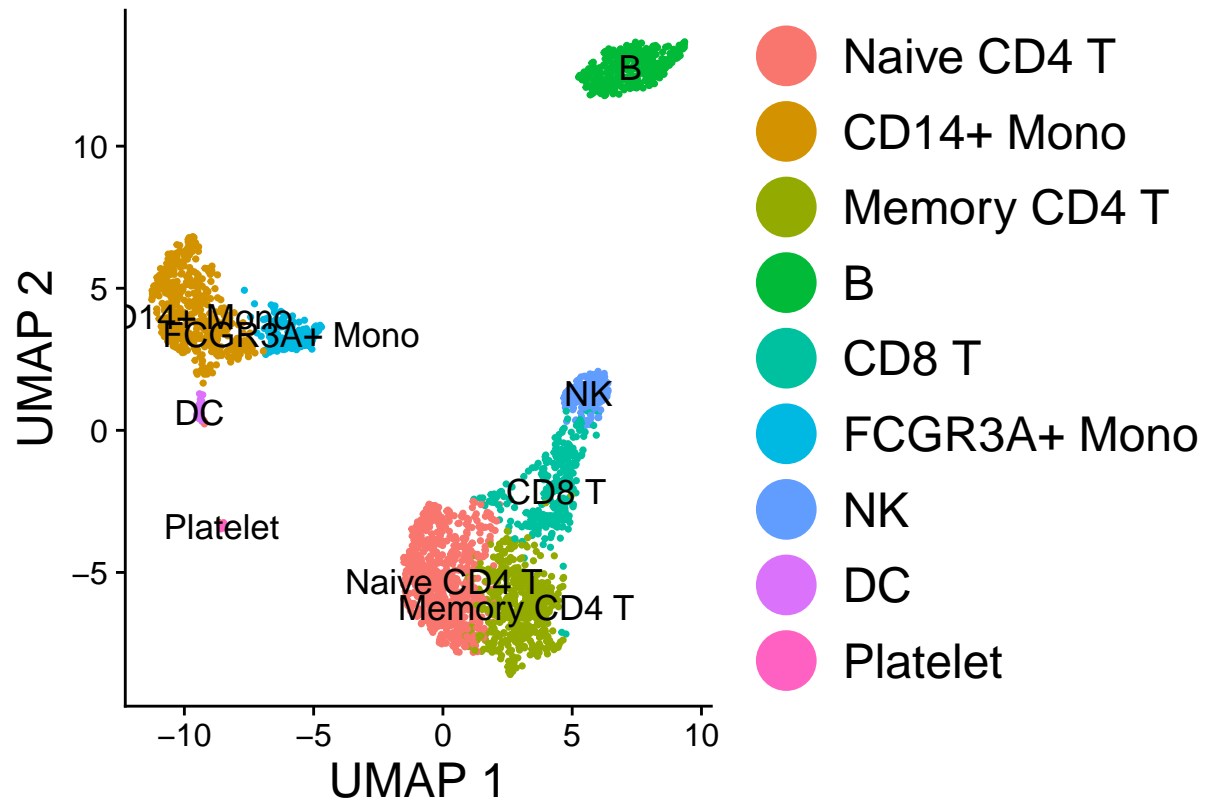 B
10
5
0
−5
UMAP 2
D14+ Mono
FCGR3A+ Mono
DC
NK
CD8 T
Platelet
Naive CD4 T
Memory CD4 T
−10
−5
0
5
10
UMAP 1
Naive CD4 T
CD14+ Mono
Memory CD4 T
B
CD8 T
FCGR3A+ Mono
NK
DC
Platelet